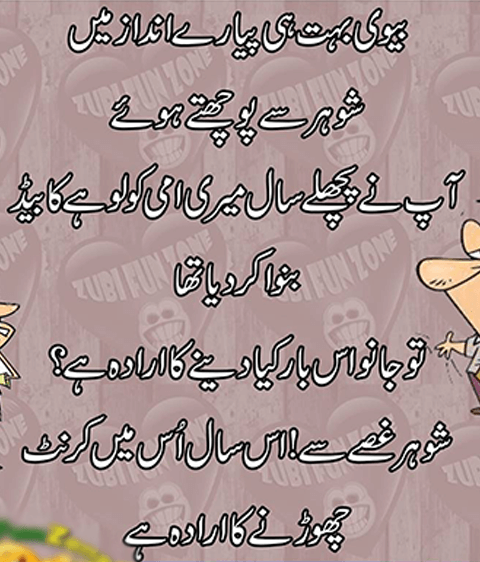 بیوی بہت ہی پیارے انداز میں
شوہر سے پوچھتے ہوئے
آپ نے پچھلے سال میری امی کو لوہے کا بیڈ
بنوا کر دیا تھا
تو جانو اس بار کیا دینے کا ارادہ ہے؟
شوہر غصے سے! اس سال اُس میں کرنٹ
چھوڑنے کا ارادہ ہے
ZUBI FUN ZONE